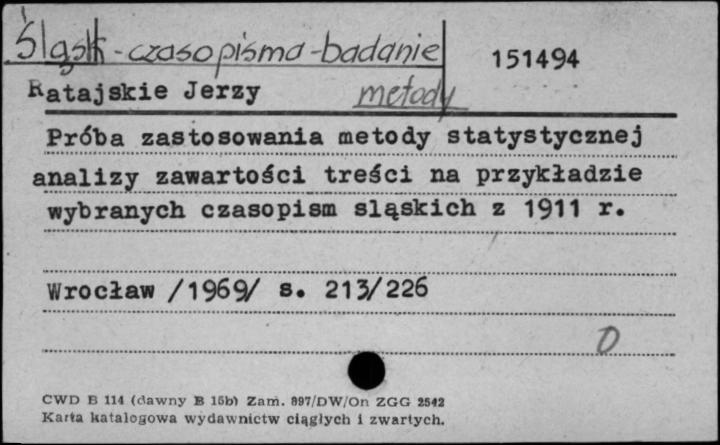 Śląsk - czasopisma - badanie
151494
Ratajskie Jerzy
metody
Próba zastosowania metody statystycznej
analizy zawartości treści na przykładzie
wybranych czasopism śląskich z 1911 r.
Wrocław /1969/ s. 213/226
0
CWD B 114 (dawny B 15b) Zam. 897/DW/On ZGG 2542
Karta katalogowa wydawnictw ciągłych i zwartych.